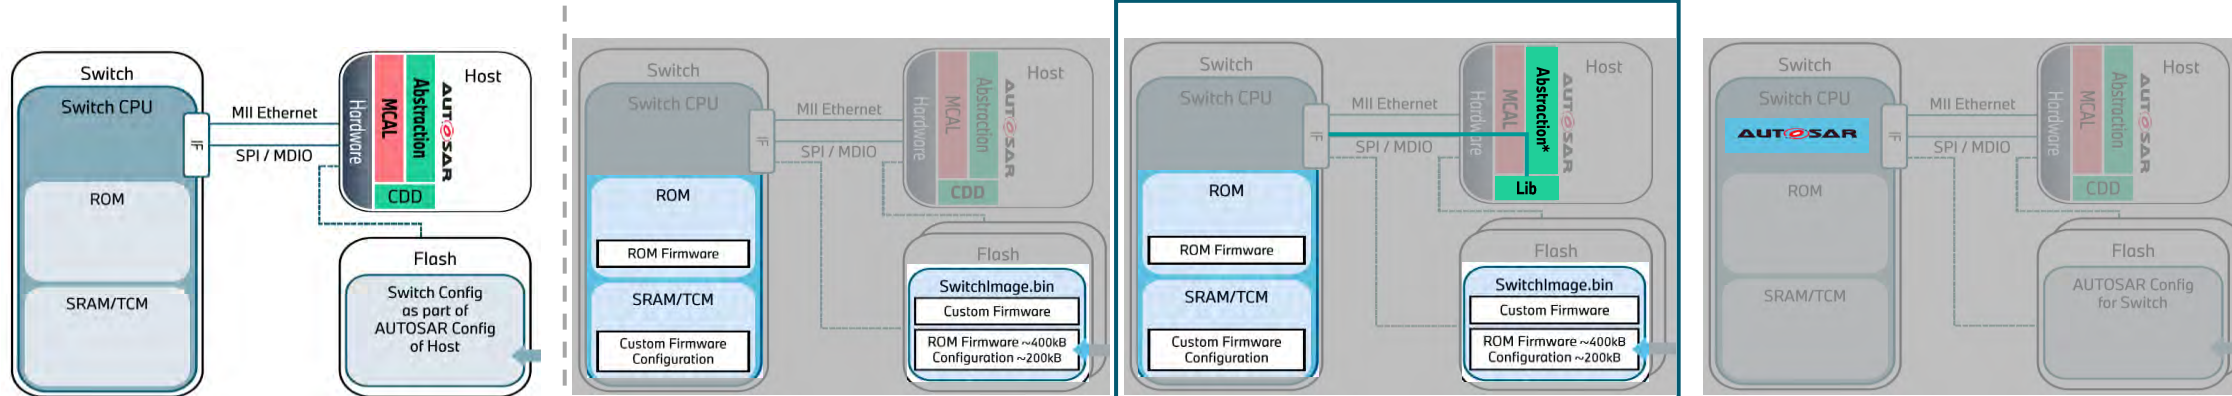 Switch
Switch CPU
IF
ROM
SRAM/TCM
MII Ethernet
SPI / MDIO
Host
Hardware
MCAL
Abstraction
AUTOSAR
CDD
Flash
Switch Config
as part of
AUTOSAR Config
of Host
Switch
Switch CPU
IF
ROM
ROM Firmware
SRAM/TCM
Custom Firmware
Configuration
MII Ethernet
SPI / MDIO
Host
Hardware
MCAL
Abstraction
AUTOSAR
CDD
Flash
SwitchImage.bin
Custom Firmware
ROM Firmware ~400kB
Configuration ~200kB
Switch
Switch CPU
IF
ROM
ROM Firmware
SRAM/TCM
Custom Firmware
Configuration
MII Ethernet
SPI / MDIO
Host
Hardware
MCAL
Abstraction*
AUTOSAR
Lib
Flash
SwitchImage.bin
Custom Firmware
ROM Firmware ~400kB
Configuration ~200kB
Switch
Switch CPU
AUTOSAR
IF
ROM
SRAM/TCM
MII Ethernet
SPI / MDIO
Host
Hardware
MCAL
Abstraction
AUTOSAR
CDD
Flash
AUTOSAR Config
for Switch